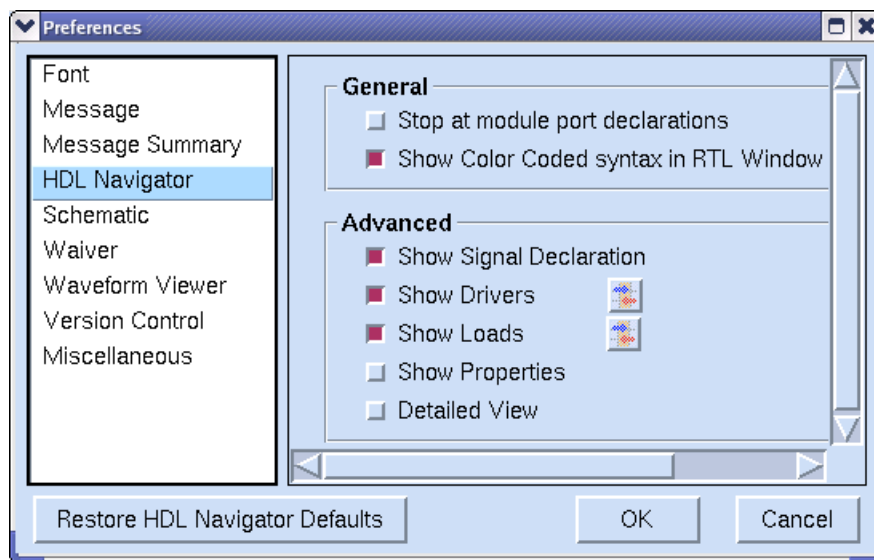 Preferences
Font
Message
Message Summary
HDL Navigator
Schematic
Waiver
Waveform Viewer
Version Control
Miscellaneous
General
Stop at module port declarations
Show Color Coded syntax in RTL Window
Advanced
Show Signal Declaration
Show Drivers
Show Loads
Show Properties
Detailed View
Restore HDL Navigator Defaults
OK
Cancel